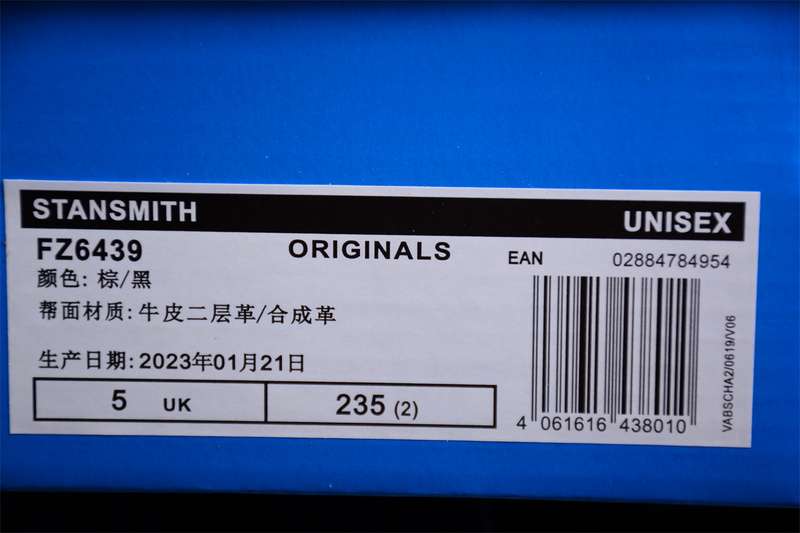 STANSMITH
UNISEX
FZ6439
ORIGINALS
EAN 02884784954
颜色: 棕/黑
帮面材质: 牛皮二层革/合成革
生产日期: 2023年01月21日
5 UK
235 (2)
4 061616 438010
VABSCHA2/0619/V06